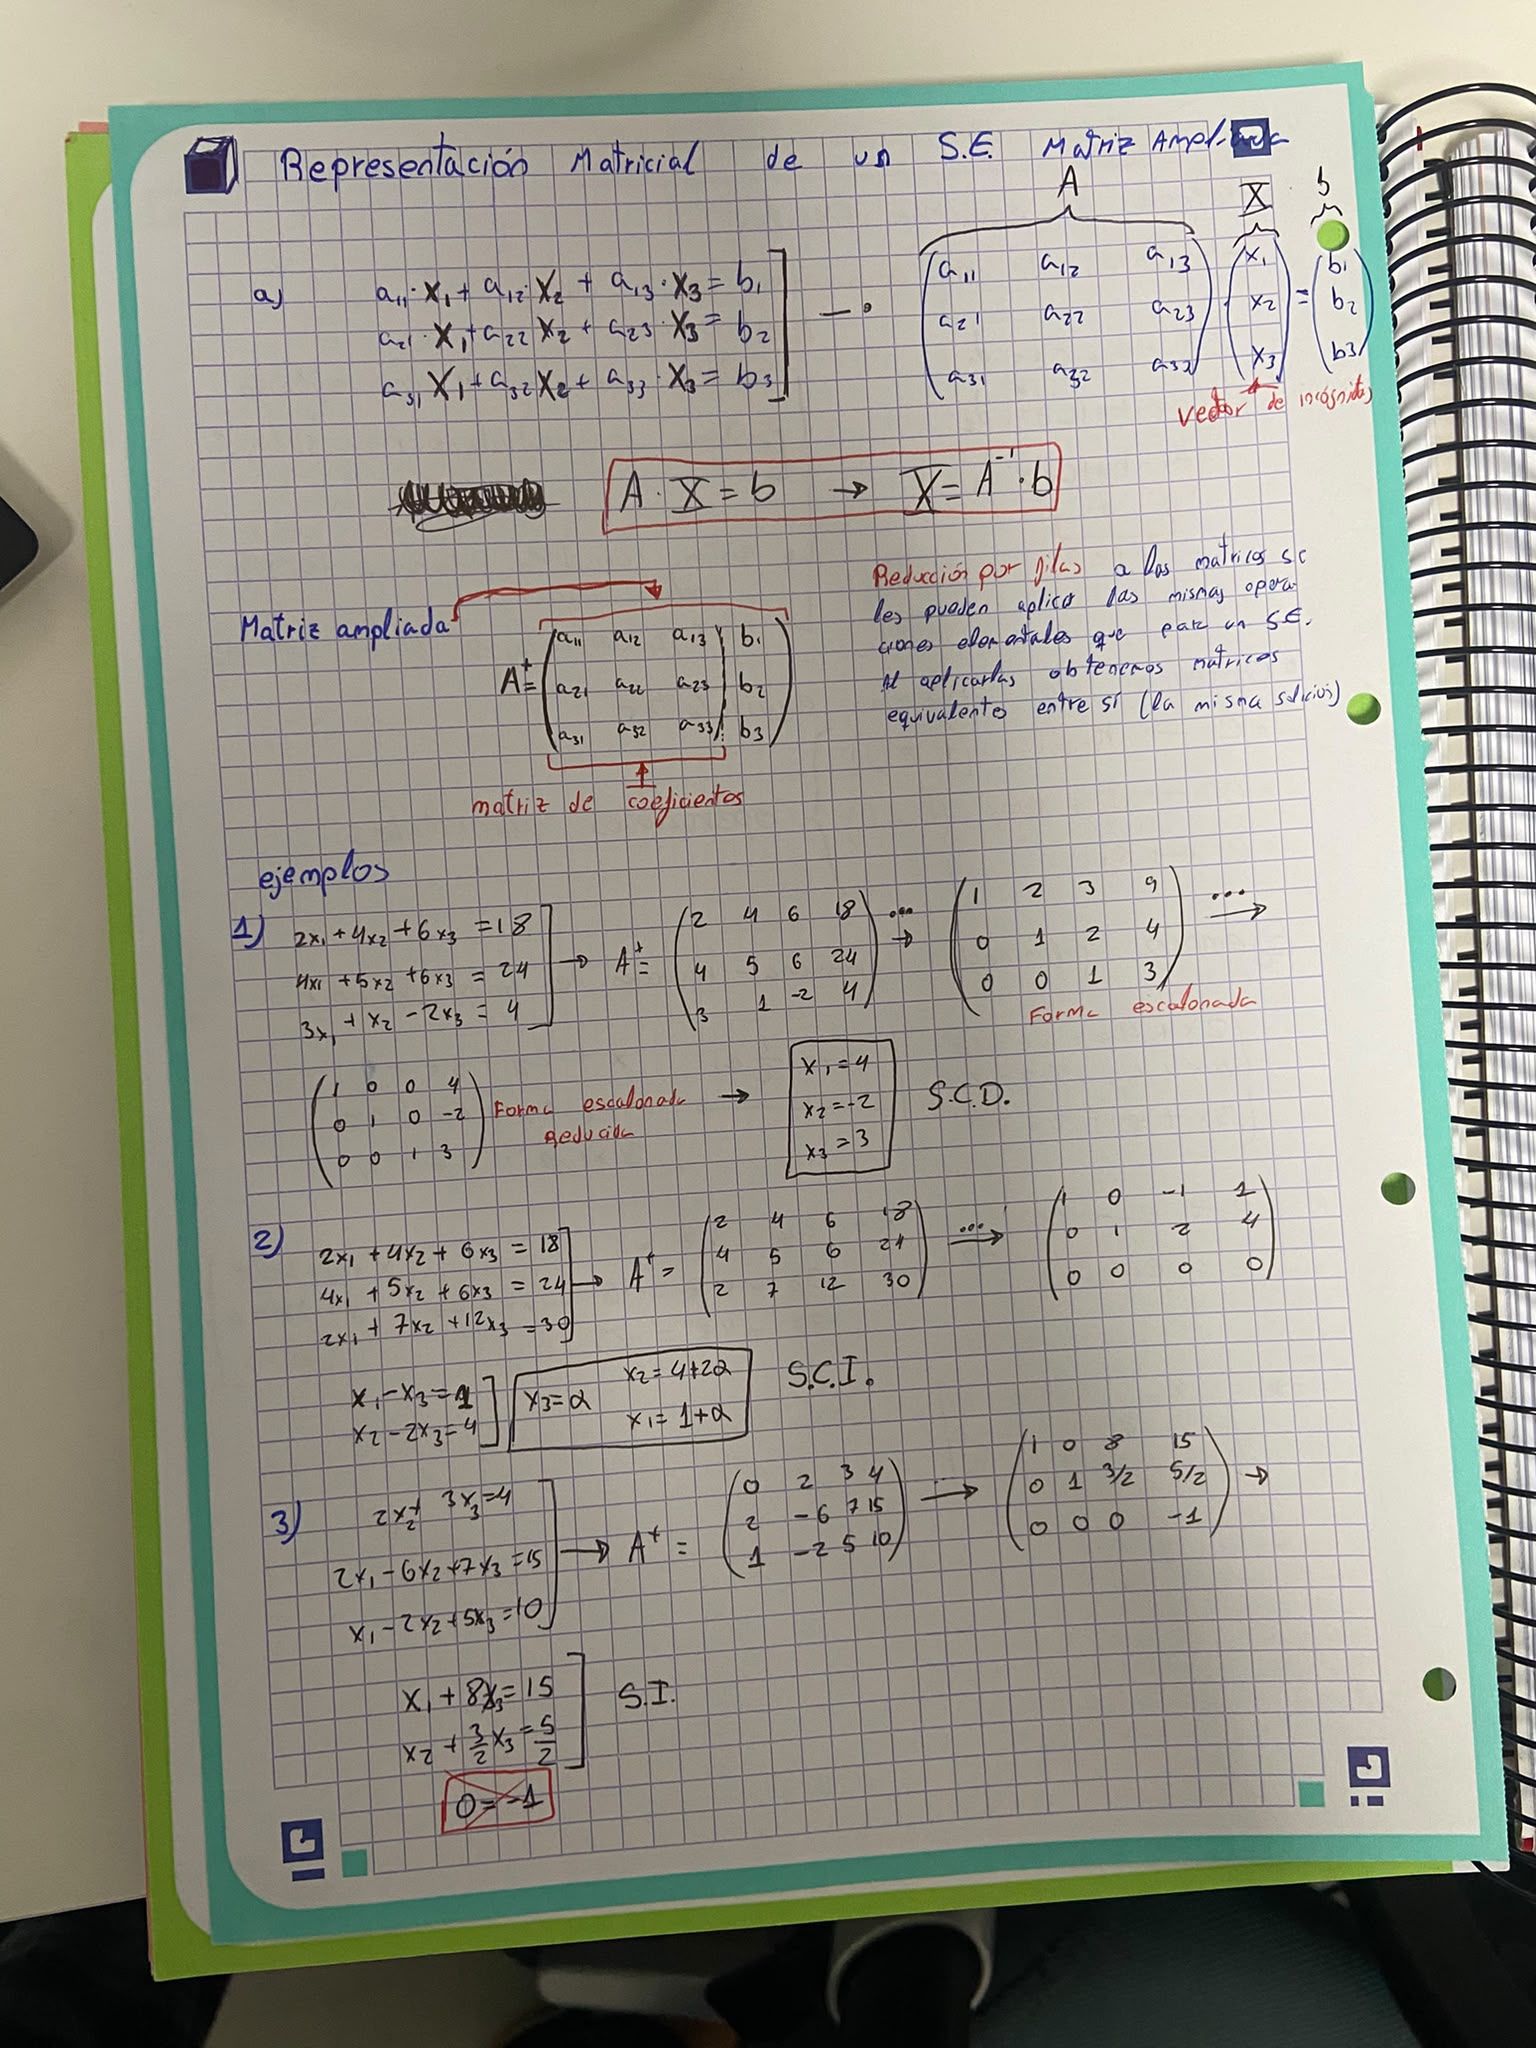 Representación Matricial de un S.E. Matriz Ampliada
A X b
a) a₁₁·X₁ + a₁₂·X₂ + a₁₃·X₃ = b₁
a₂₁·X₁ + a₂₂X₂ + a₂₃·X₃ = b₂
a₃₁X₁ + a₃₂X₂ + a₃₃·X₃ = b₃
→
a₁₁ a₁₂ a₁₃ x₁ b₁
a₂₁ a₂₂ a₂₃ · x₂ = b₂
a₃₁ a₃₂ a₃₂ x₃ b₃
vector de incógnitas
A · X = b → X = A⁻¹ · b
Matriz ampliada
A⁺=
a₁₁ a₁₂ a₁₃ b₁
a₂₁ a₂₂ a₂₃ b₂
a₃₁ a₃₂ a₃₃ b₃
matriz de coeficientes
Reducción por filas a las matrices se
les pueden aplicar las mismas opera-
ciones elementales que para un S.E.
Al aplicarlas obtenemos matrices
equivalentes entre sí (la misma solución)
ejemplos
1) 2x₁ + 4x₂ + 6x₃ = 18
4x₁ + 5x₂ + 6x₃ = 24
3x₁ + x₂ - 2x₃ = 4
→ A⁺=
2 4 6 18
4 5 6 24
3 1 -2 4
... →
1 2 3 9
0 1 2 4
0 0 1 3
Forma escalonada
... →
1 0 0 4
0 1 0 -2
0 0 1 3
Forma escalonada
Reducida
→
x₁ = 4
x₂ = -2
x₃ = 3
S.C.D.
2) 2x₁ + 4x₂ + 6x₃ = 18
4x₁ + 5x₂ + 6x₃ = 24
2x₁ + 7x₂ + 12x₃ = 30
→ A⁺ =
2 4 6 18
4 5 6 24
2 7 12 30
... →
1 0 -1 1
0 1 2 4
0 0 0 0
x₁ - x₃ = 1
x₂ - 2x₃ = 4
x₃ = α
x₂ = 4+2α
x₁ = 1+α
S.C.I.
3) 2x₂ + 3x₃ = 4
2x₁ - 6x₂ + 7x₃ = 15
x₁ - 2x₂ + 5x₃ = 10
→ A⁺ =
0 2 3 4
2 -6 7 15
1 -2 5 10
... →
1 0 8 15
0 1 3/2 5/2
0 0 0 -1
→
x₁ + 8x₃ = 15
x₂ + 3/2 x₃ = 5/2
0 = -1
S.I.